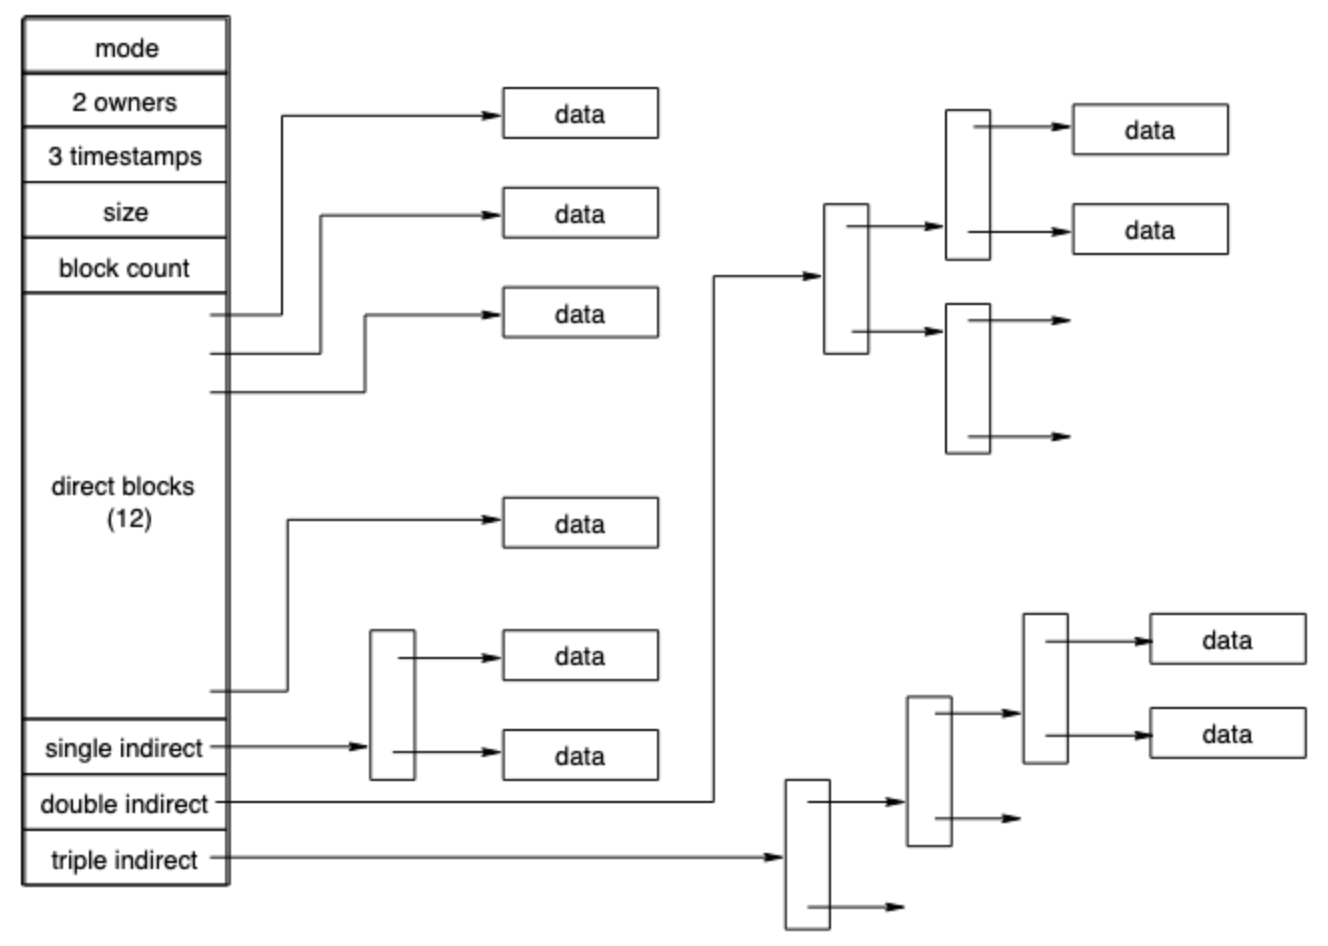 mode
2 owners
3 timestamps
size
block count
direct blocks
(12)
single indirect
double indirect
triple indirect
data
data
data
data
data
data
data
data
data
data